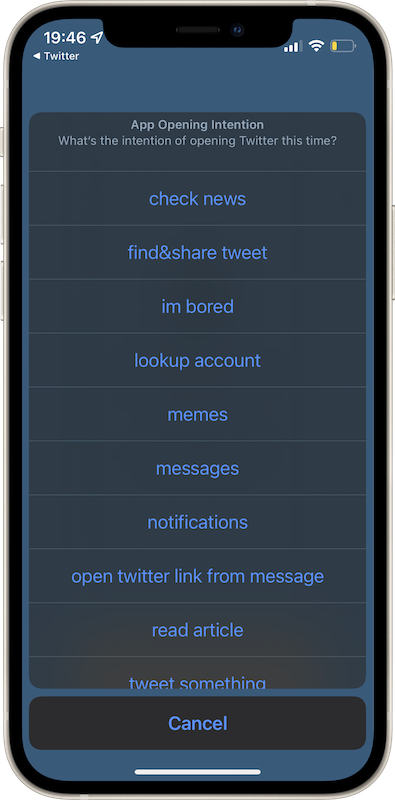 19:46
◀ Twitter
App Opening Intention
What's the intention of opening Twitter this time?
check news
find&share tweet
im bored
lookup account
memes
messages
notifications
open twitter link from message
read article
tweet something
Cancel